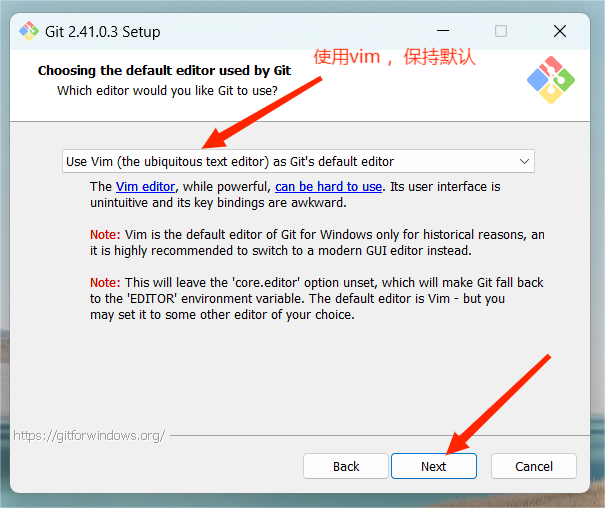 Git 2.41.0.3 Setup
使用vim ，保持默认
Choosing the default editor used by Git
Which editor would you like Git to use?
Use Vim (the ubiquitous text editor) as Git's default editor
The Vim editor, while powerful, can be hard to use. Its user interface is
unintuitive and its key bindings are awkward.
Note: Vim is the default editor of Git for Windows only for historical reasons, an
it is highly recommended to switch to a modern GUI editor instead.
Note: This will leave the 'core.editor' option unset, which will make Git fall back
to the 'EDITOR' environment variable. The default editor is Vim - but you
may set it to some other editor of your choice.
https://gitforwindows.org/
Back
Next
Cancel